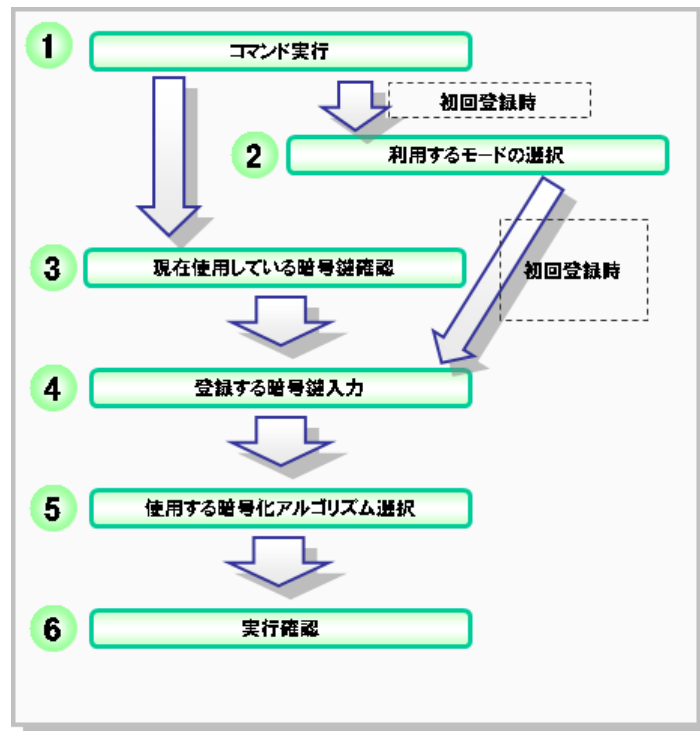 1
コマンド実行
初回登録時
2
利用するモードの選択
3
現在使用している暗号鍵確認
初回登録時
4
登録する暗号鍵入力
5
使用する暗号化アルゴリズム選択
6
実行確認